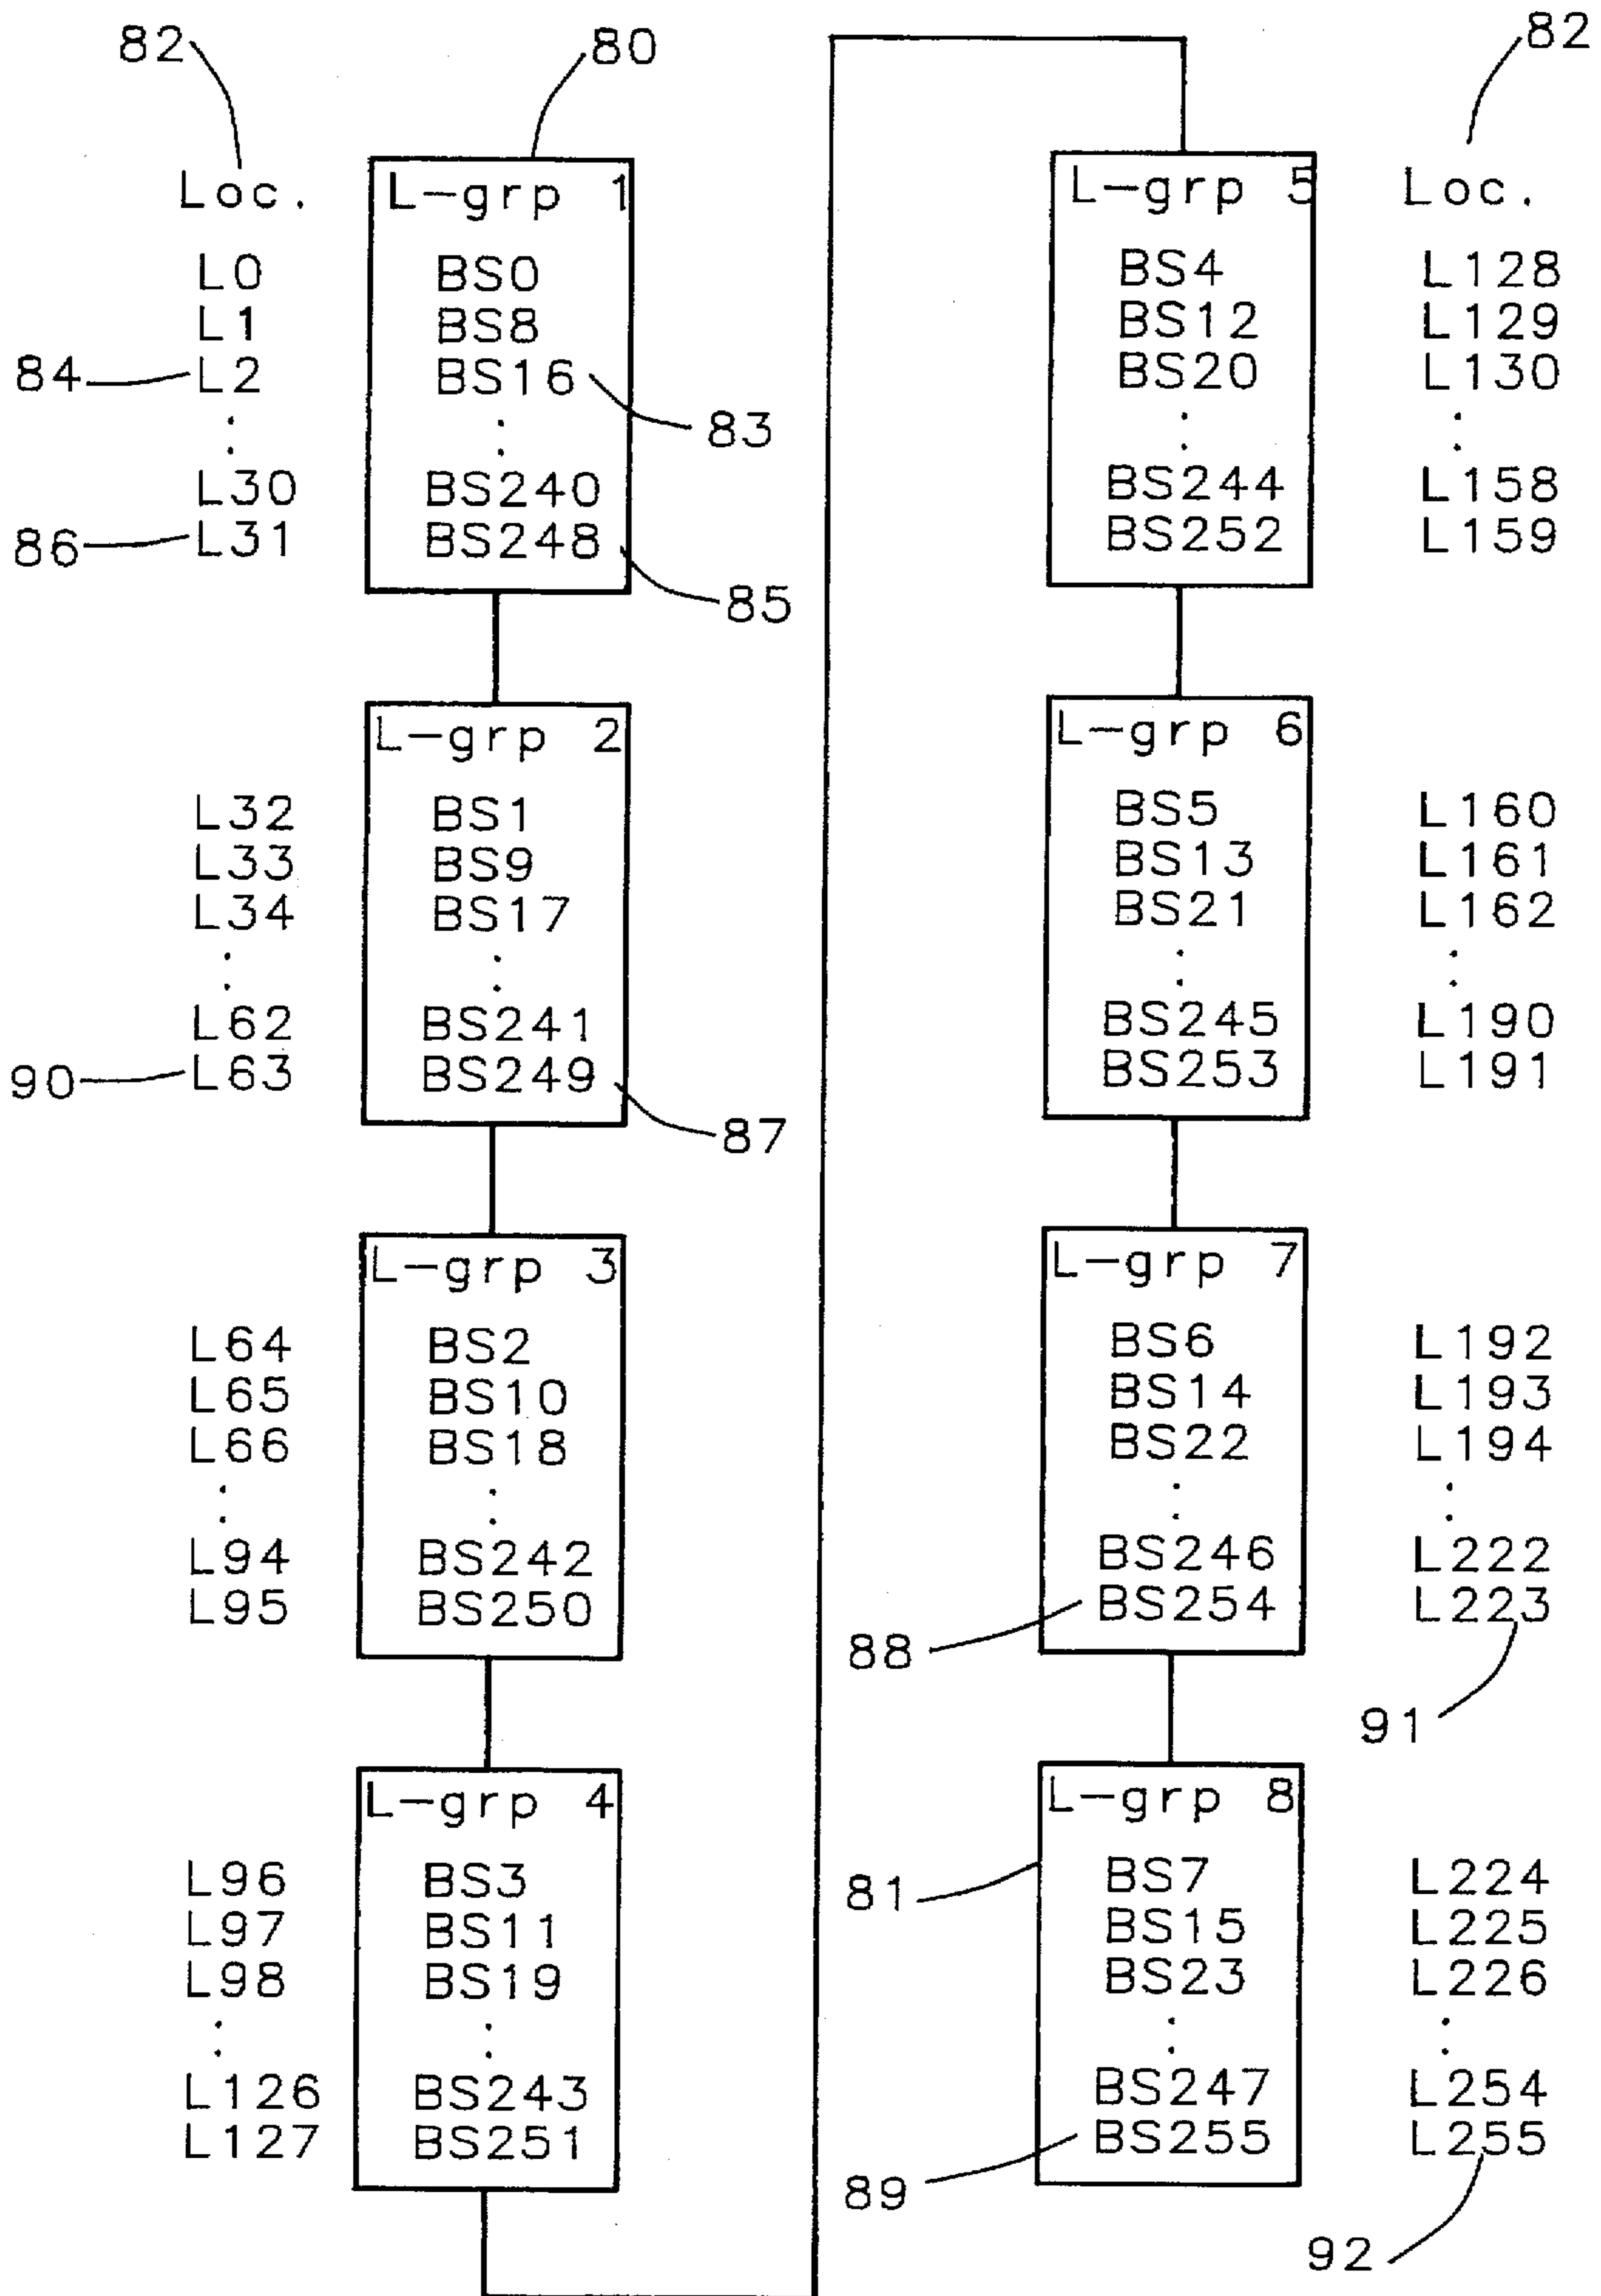 82 80 82
Loc. L-grp 1
L0 BS0
L1 BS8
84 L2 BS16 83
L30 BS240
86 L31 BS248 85
L-grp 2
L32 BS1
L33 BS9
L34 BS17
L62 BS241
90 L63 BS249 87
L-grp 3
L64 BS2
L65 BS10
L66 BS18
L94 BS242
L95 BS250
L-grp 4
L96 BS3
L97 BS11
L98 BS19
L126 BS243
L127 BS251
L-grp 5 Loc.
BS4 L128
BS12 L129
BS20 L130
BS244 L158
BS252 L159
L-grp 6
BS5 L160
BS13 L161
BS21 L162
BS245 L190
BS253 L191
L-grp 7
BS6 L192
BS14 L193
BS22 L194
BS246 L222
88 BS254 L223
91
L-grp 8
81 BS7 L224
BS15 L225
BS23 L226
BS247 L254
89 BS255 L255
92